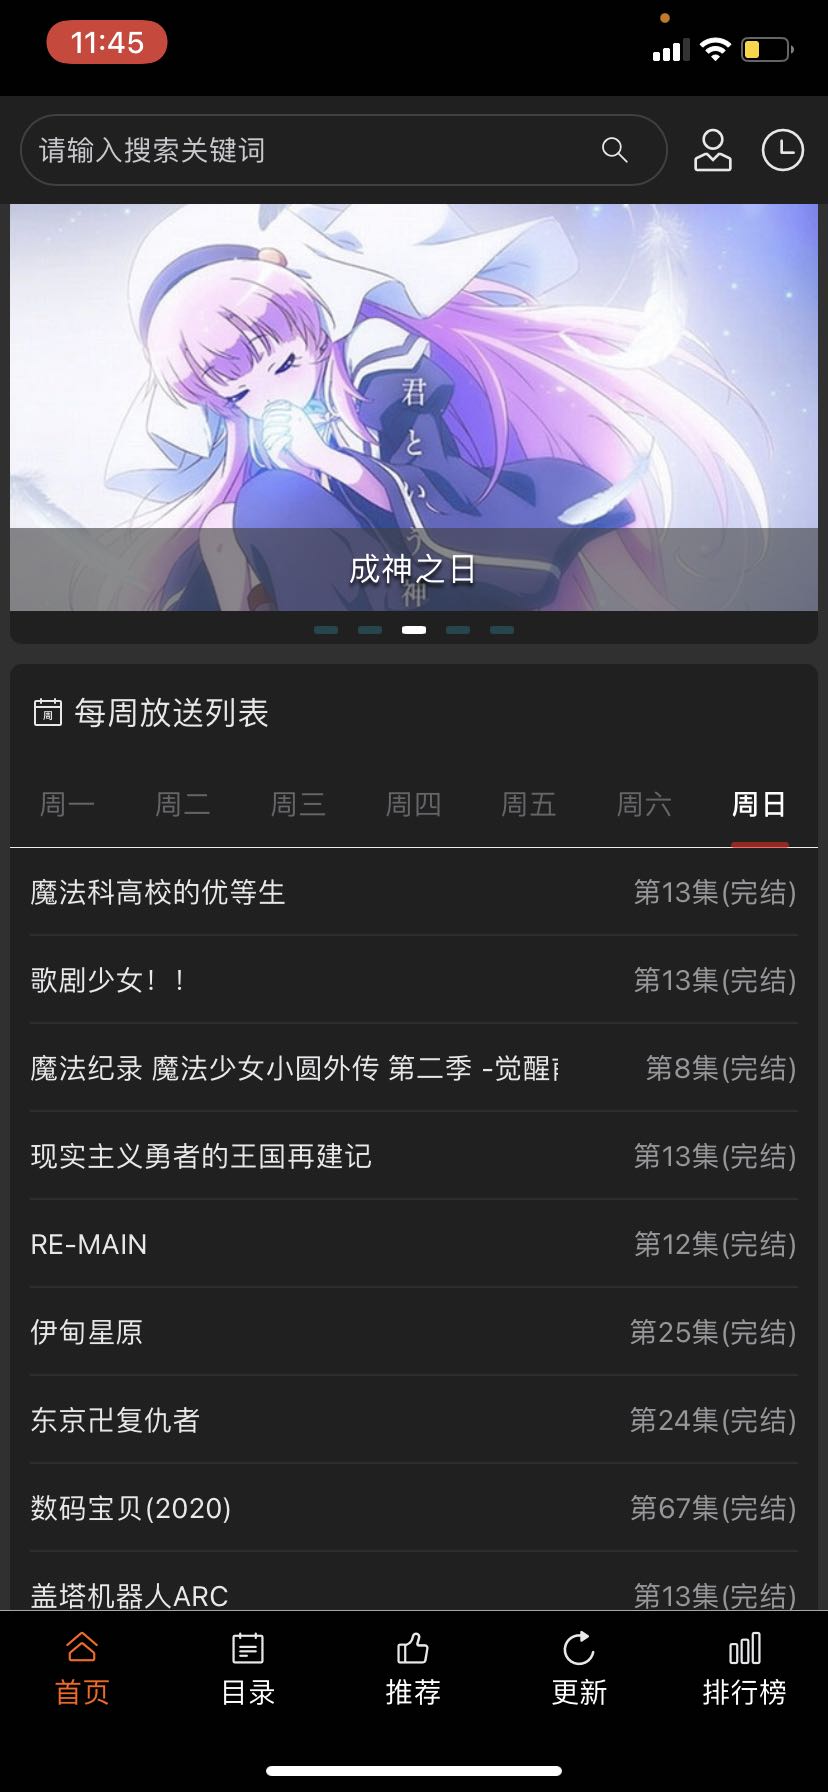 11:45
请输入搜索关键词
君という神
成神之日
周
每周放送列表
周一 周二 周三 周四 周五 周六 周日
魔法科高校的优等生 第13集(完结)
歌剧少女！！ 第13集(完结)
魔法纪录 魔法少女小圆外传 第二季 -觉醒 第8集(完结)
现实主义勇者的王国再建记 第13集(完结)
RE-MAIN 第12集(完结)
伊甸星原 第25集(完结)
东京卍复仇者 第24集(完结)
数码宝贝(2020) 第67集(完结)
盖塔机器人ARC 第13集(完结)
首页 目录 推荐 更新 排行榜